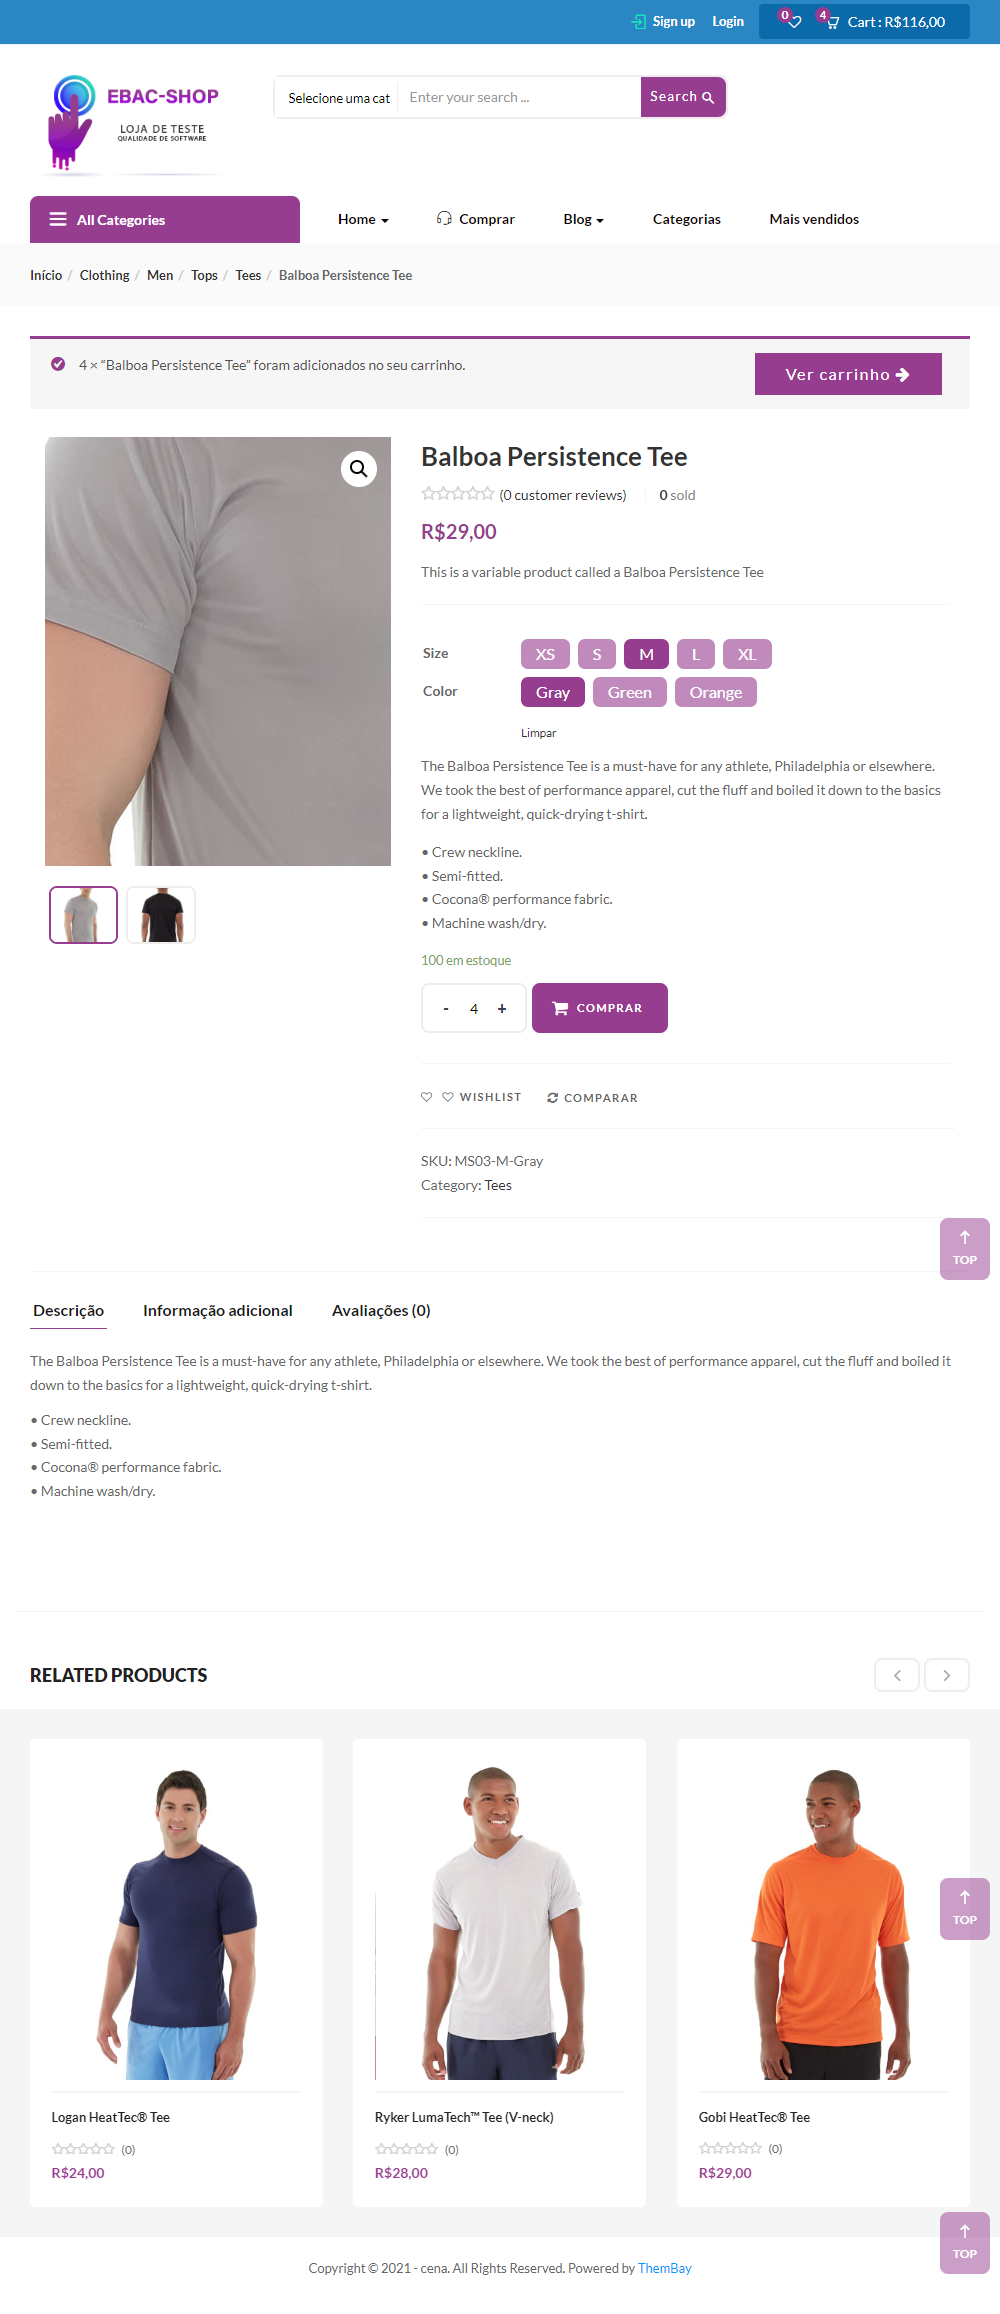 Sign up Login 0 4 Cart : R$116,00
EBAC-SHOP
LOJA DE TESTE
QUALIDADE DE SOFTWARE
Selecione uma cat Enter your search ... Search
All Categories Home Comprar Blog Categorias Mais vendidos
Início / Clothing / Men / Tops / Tees / Balboa Persistence Tee
4 × “Balboa Persistence Tee” foram adicionados no seu carrinho. Ver carrinho
Balboa Persistence Tee
(0 customer reviews) 0 sold
R$29,00
This is a variable product called a Balboa Persistence Tee
Size XS S M L XL
Color Gray Green Orange
Limpar
The Balboa Persistence Tee is a must-have for any athlete, Philadelphia or elsewhere.
We took the best of performance apparel, cut the fluff and boiled it down to the basics
for a lightweight, quick-drying t-shirt.
• Crew neckline.
• Semi-fitted.
• Cocona® performance fabric.
• Machine wash/dry.
100 em estoque
- 4 + COMPRAR
WISHLIST COMPARAR
SKU: MS03-M-Gray
Category: Tees
TOP
Descrição Informação adicional Avaliações (0)
The Balboa Persistence Tee is a must-have for any athlete, Philadelphia or elsewhere. We took the best of performance apparel, cut the fluff and boiled it
down to the basics for a lightweight, quick-drying t-shirt.
• Crew neckline.
• Semi-fitted.
• Cocona® performance fabric.
• Machine wash/dry.
RELATED PRODUCTS
TOP
Logan HeatTec® Tee Ryker LumaTech™ Tee (V-neck) Gobi HeatTec® Tee
(0) (0) (0)
R$24,00 R$28,00 R$29,00
TOP
Copyright © 2021 - cena. All Rights Reserved. Powered by ThemBay